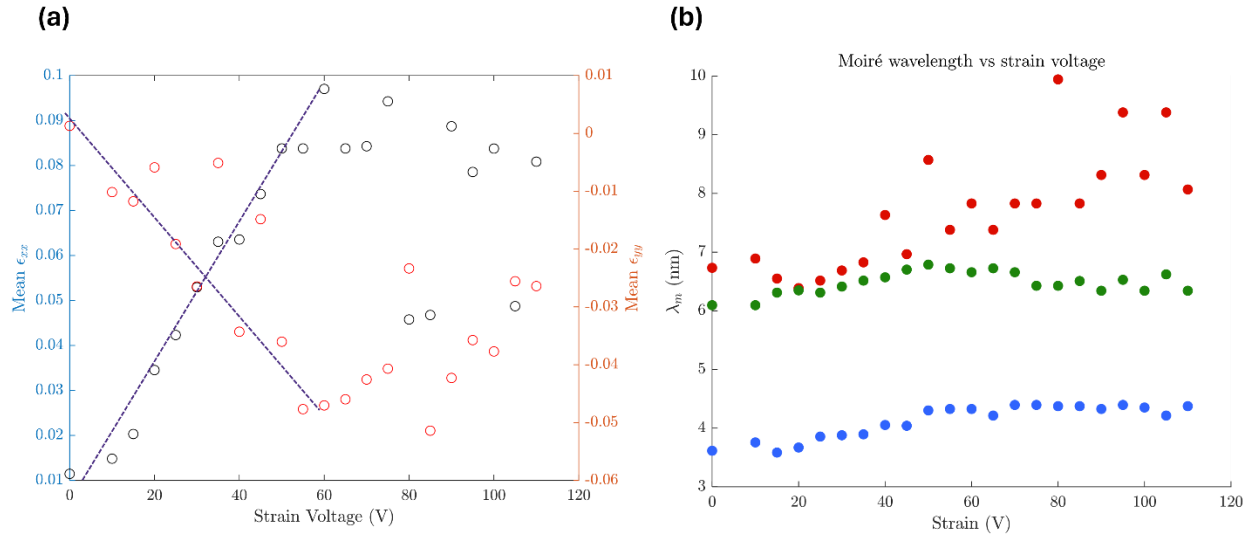 (a)
0.1
0.09
0.08
0.07
0.06
0.05
0.04
0.03
0.02
0.01
Mean ϵxx
0.01
0
-0.01
-0.02
-0.03
-0.04
-0.05
-0.06
Mean ϵyy
0 20 40 60 80 100 120
Strain Voltage (V)
(b)
Moiré wavelength vs strain voltage
10
9
8
7
6
5
4
3
λm (nm)
0 20 40 60 80 100 120
Strain (V)